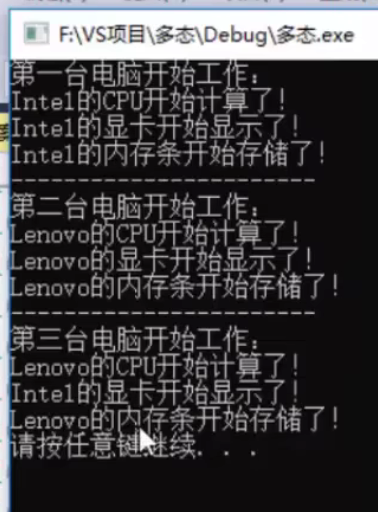 F:\VS项目\多态\Debug\多态.exe
第一台电脑开始工作：
Intel的CPU开始计算了！
Intel的显卡开始显示了！
Intel的内存条开始存储了！
-----------------------
第二台电脑开始工作：
Lenovo的CPU开始计算了！
Lenovo的显卡开始显示了！
Lenovo的内存条开始存储了！
-----------------------
第三台电脑开始工作：
Lenovo的CPU开始计算了！
Intel的显卡开始显示了！
Lenovo的内存条开始存储了！
请按任意键继续. . .